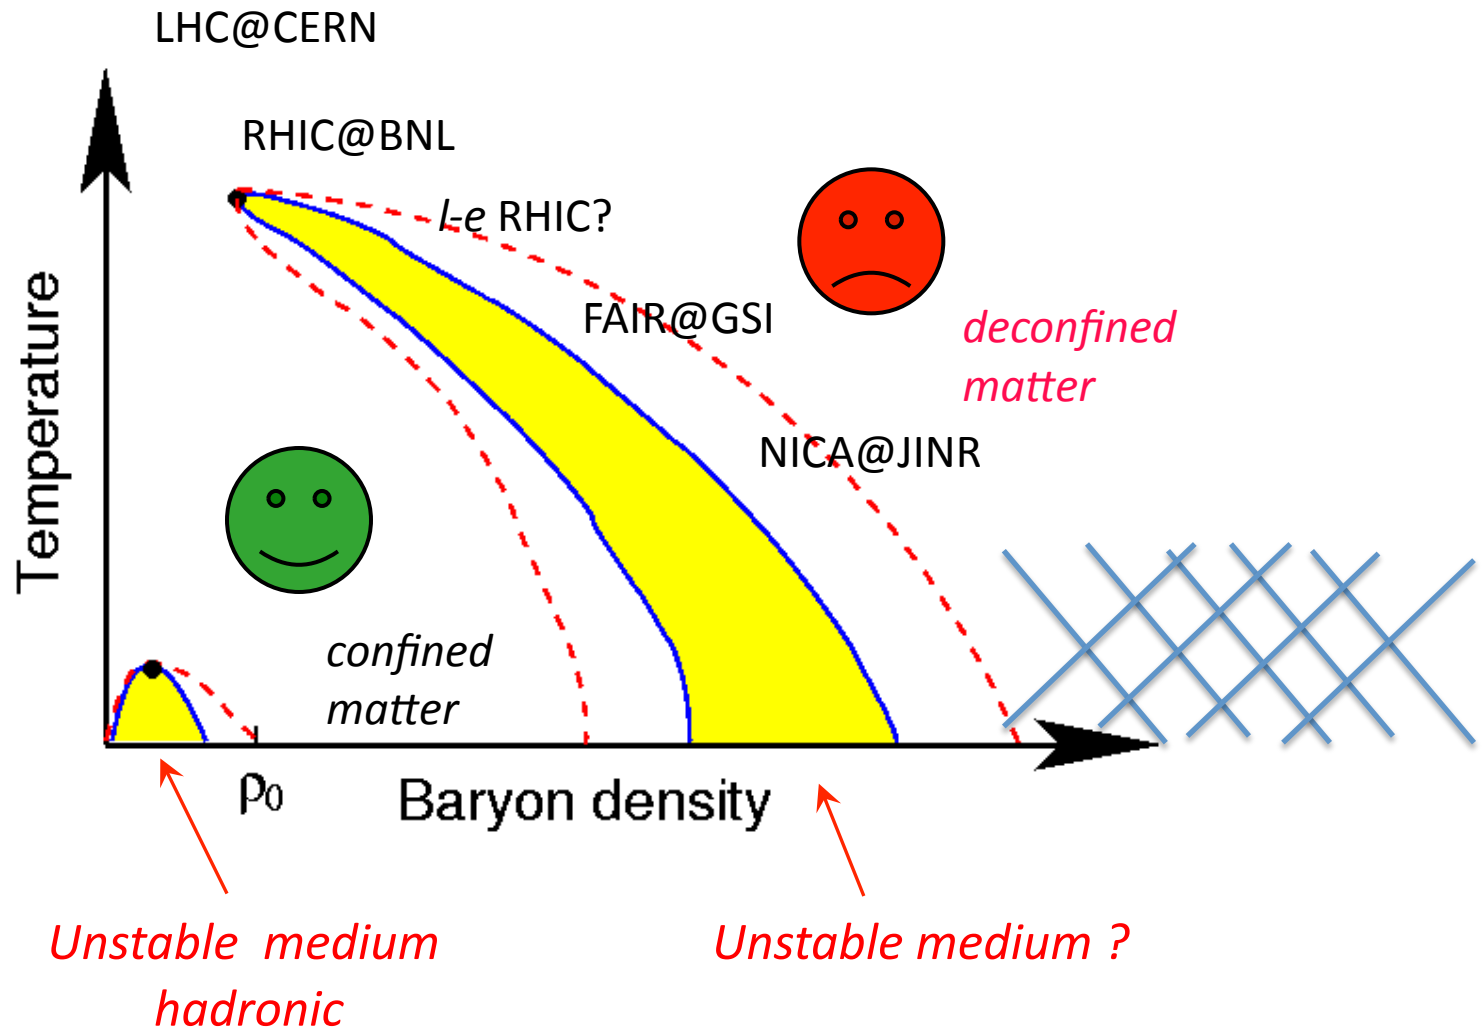 LHC@CERN
RHIC@BNL
l-e RHIC?
FAIR@GSI
deconfined
matter
NICA@JINR
Temperature
confined
matter
ρ₀
Baryon density
Unstable medium
hadronic
Unstable medium ?